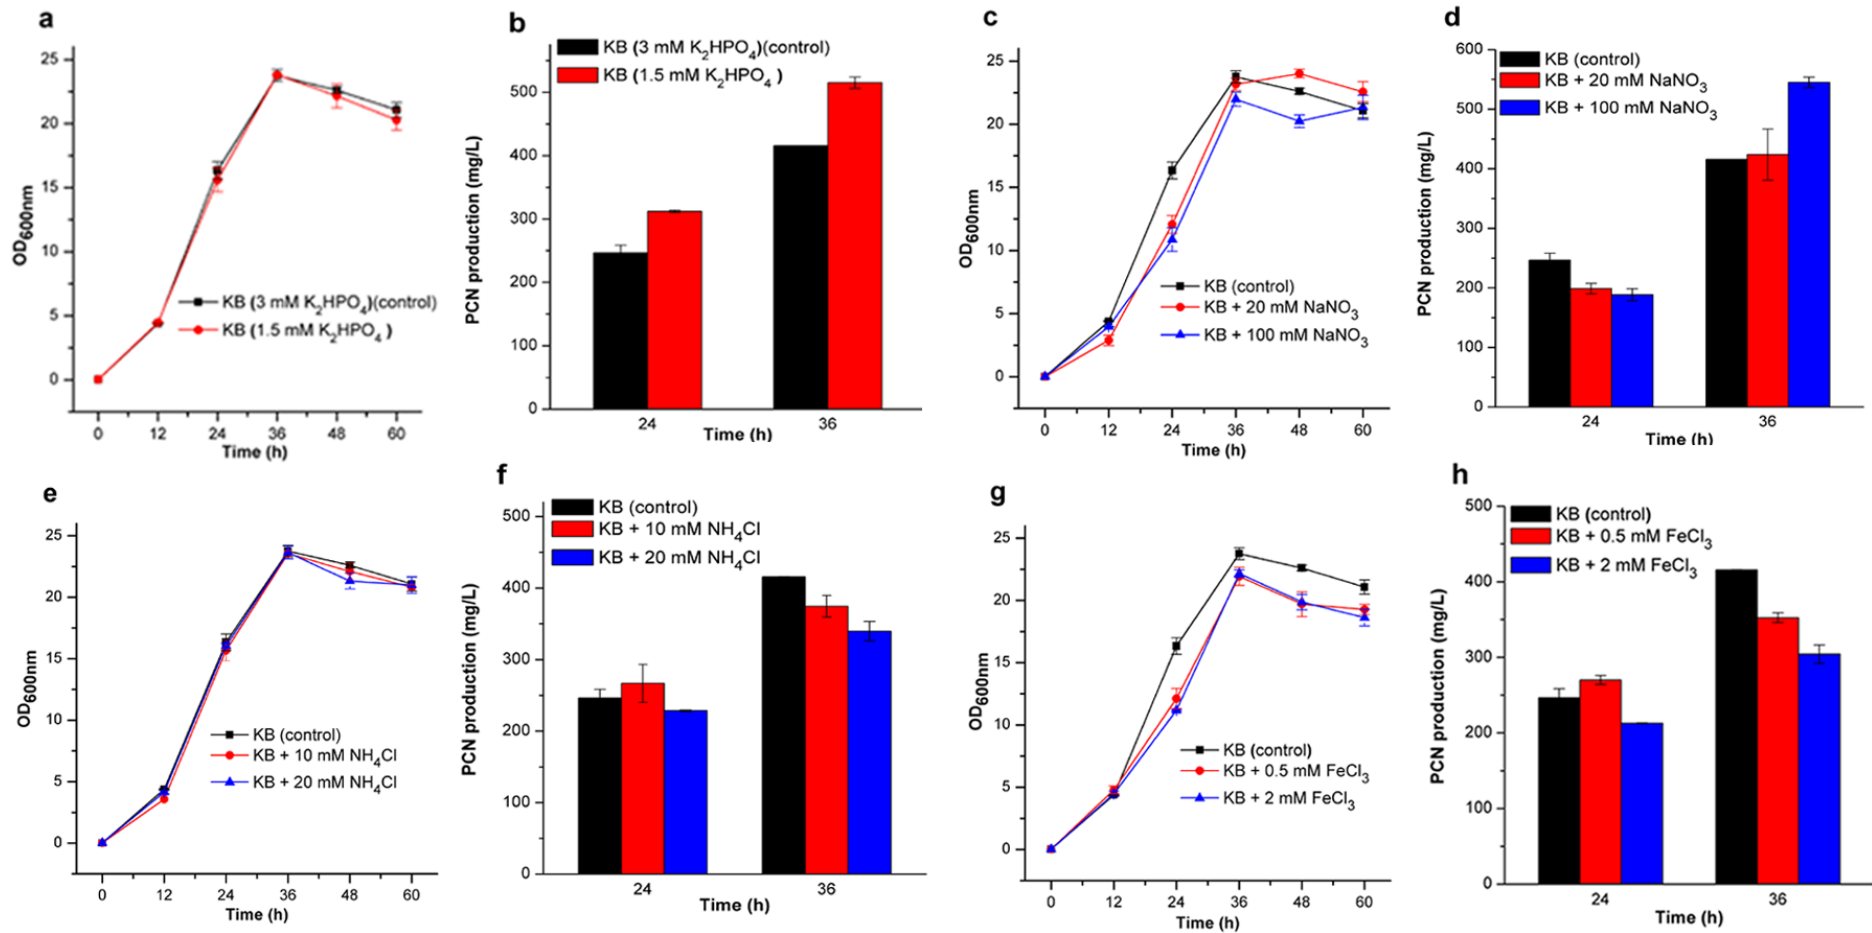 a
25
20
15
10
5
0
OD600nm
KB (3 mM K2HPO4)(control)
KB (1.5 mM K2HPO4 )
0 12 24 36 48 60
Time (h)
b
KB (3 mM K2HPO4)(control)
KB (1.5 mM K2HPO4 )
500
400
300
200
100
0
PCN production (mg/L)
24 36
Time (h)
c
25
20
15
10
5
0
OD600nm
KB (control)
KB + 20 mM NaNO3
KB + 100 mM NaNO3
0 12 24 36 48 60
Time (h)
d
600
500
400
300
200
100
0
PCN production (mg/L)
KB (control)
KB + 20 mM NaNO3
KB + 100 mM NaNO3
24 36
Time (h)
e
25
20
15
10
5
0
OD600nm
KB (control)
KB + 10 mM NH4Cl
KB + 20 mM NH4Cl
0 12 24 36 48 60
Time (h)
f
500
400
300
200
100
0
PCN production (mg/L)
KB (control)
KB + 10 mM NH4Cl
KB + 20 mM NH4Cl
24 36
Time (h)
g
25
20
15
10
5
0
OD600nm
KB (control)
KB + 0.5 mM FeCl3
KB + 2 mM FeCl3
0 12 24 36 48 60
Time (h)
h
500
400
300
200
100
0
PCN production (mg/L)
KB (control)
KB + 0.5 mM FeCl3
KB + 2 mM FeCl3
24 36
Time (h)